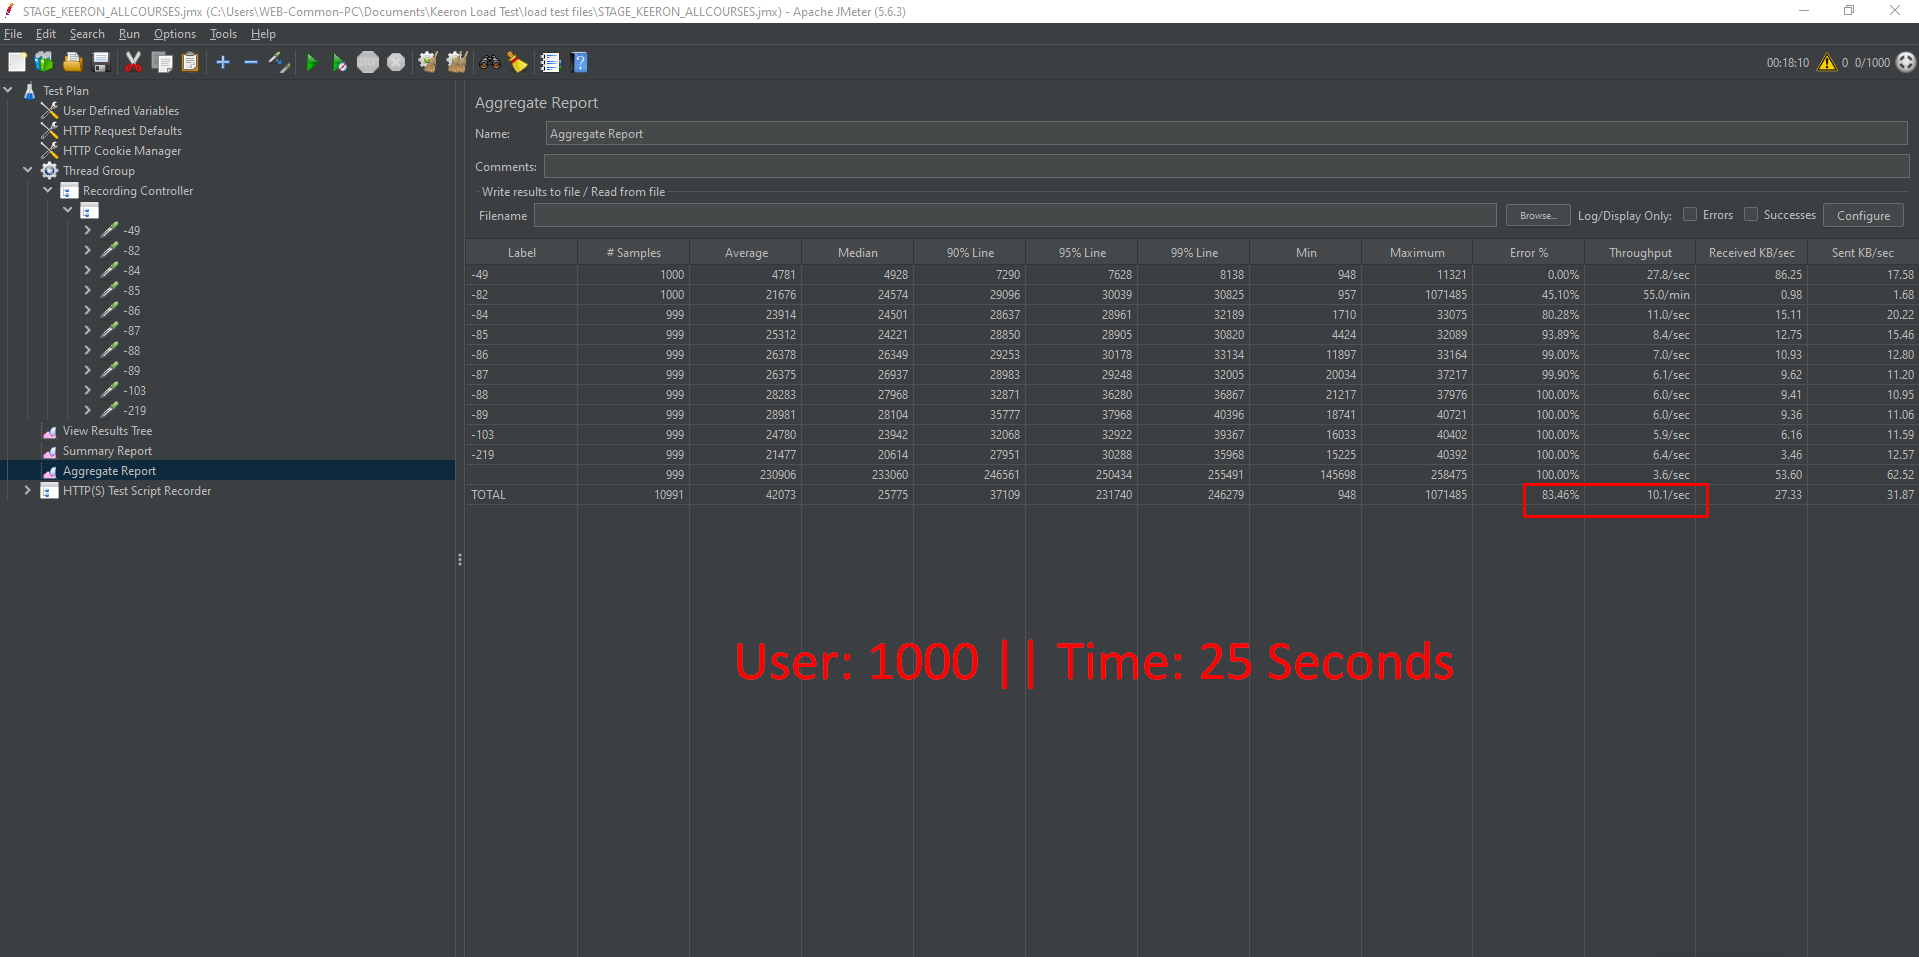 STAGE_KEERON_ALLCOURSES.jmx (C:\Users\WEB-Common-PC\Documents\Keeron Load Test\load test files\STAGE_KEERON_ALLCOURSES.jmx) - Apache JMeter (5.6.3)
File Edit Search Run Options Tools Help
00:18:10 0 0/1000
Test Plan
User Defined Variables
HTTP Request Defaults
HTTP Cookie Manager
Thread Group
Recording Controller
-49
-82
-84
-85
-86
-87
-88
-89
-103
-219
View Results Tree
Summary Report
Aggregate Report
HTTP(S) Test Script Recorder
Aggregate Report
Name: Aggregate Report
Comments:
Write results to file / Read from file
Filename Browse... Log/Display Only: Errors Successes Configure
Label # Samples Average Median 90% Line 95% Line 99% Line Min Maximum Error % Throughput Received KB/sec Sent KB/sec
-49 1000 4781 4928 7290 7628 8138 948 11321 0.00% 27.8/sec 86.25 17.58
-82 1000 21676 24574 29096 30039 30825 957 1071485 45.10% 55.0/min 0.98 1.68
-84 999 23914 24501 28637 28961 32189 1710 33075 80.28% 11.0/sec 15.11 20.22
-85 999 25312 24221 28850 28905 30820 4424 32089 93.89% 8.4/sec 12.75 15.46
-86 999 26378 26349 29253 30178 33134 11897 33164 99.00% 7.0/sec 10.93 12.80
-87 999 26375 26937 28983 29248 32005 20034 37217 99.90% 6.1/sec 9.62 11.20
-88 999 28283 27968 32871 36280 36867 21217 37976 100.00% 6.0/sec 9.41 10.95
-89 999 28981 28104 35777 37968 40396 18741 40721 100.00% 6.0/sec 9.36 11.06
-103 999 24780 23942 32068 32922 39367 16033 40402 100.00% 5.9/sec 6.16 11.59
-219 999 21477 20614 27951 30288 35968 15225 40392 100.00% 6.4/sec 3.46 12.57
999 230906 233060 246561 250434 255491 145698 258475 100.00% 3.6/sec 53.60 62.52
TOTAL 10991 42073 25775 37109 231740 246279 948 1071485 83.46% 10.1/sec 27.33 31.87
User: 1000 || Time: 25 Seconds